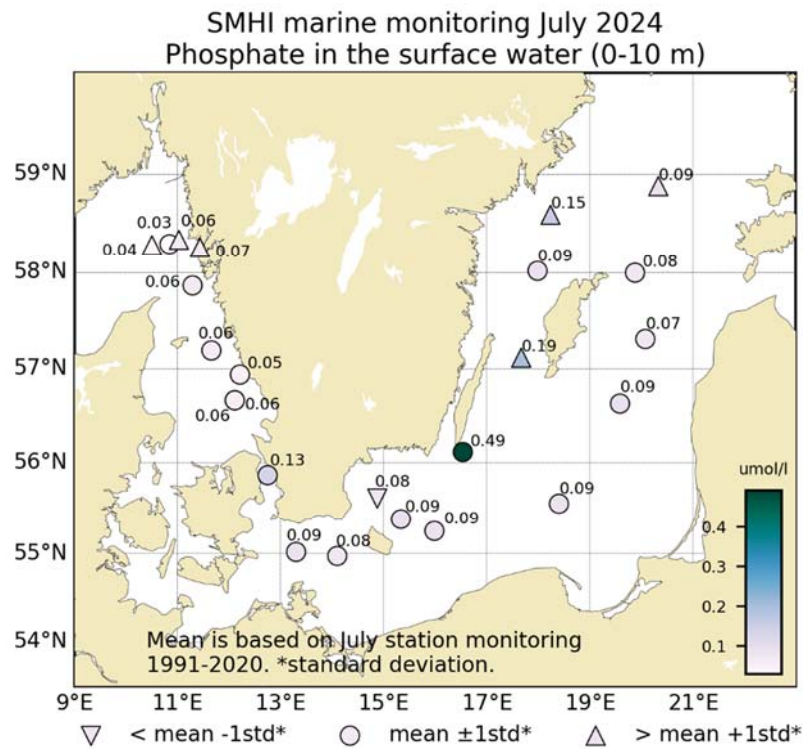 SMHI marine monitoring July 2024
Phosphate in the surface water (0-10 m)
59°N
58°N
57°N
56°N
55°N
54°N
0.09
0.15
0.03
0.06
0.04
0.07
0.09
0.08
0.06
0.07
0.06
0.19
0.05
0.09
0.06
0.06
0.49
0.13
0.08
0.09
0.09
0.09
0.09
0.08
umol/l
0.4
0.3
0.2
0.1
Mean is based on July station monitoring
1991-2020. *standard deviation.
9°E 11°E 13°E 15°E 17°E 19°E 21°E
< mean -1std* mean ±1std* > mean +1std*